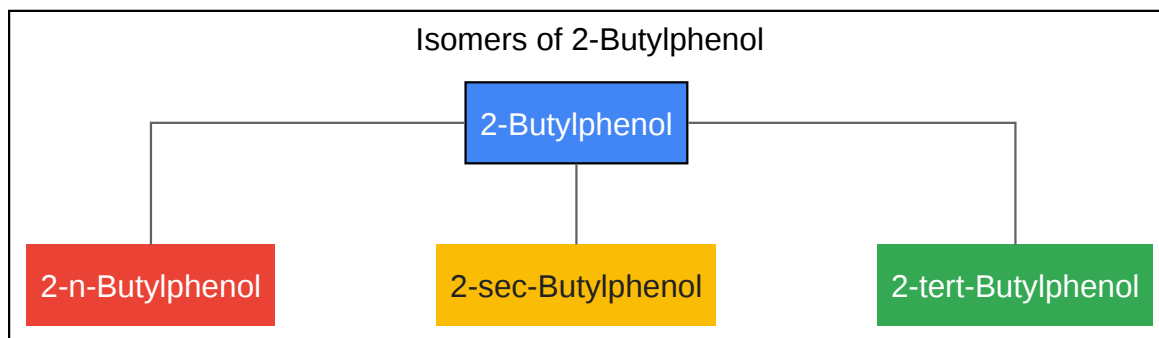 Isomers of 2-Butylphenol
2-Butylphenol
2-n-Butylphenol
2-sec-Butylphenol
2-tert-Butylphenol